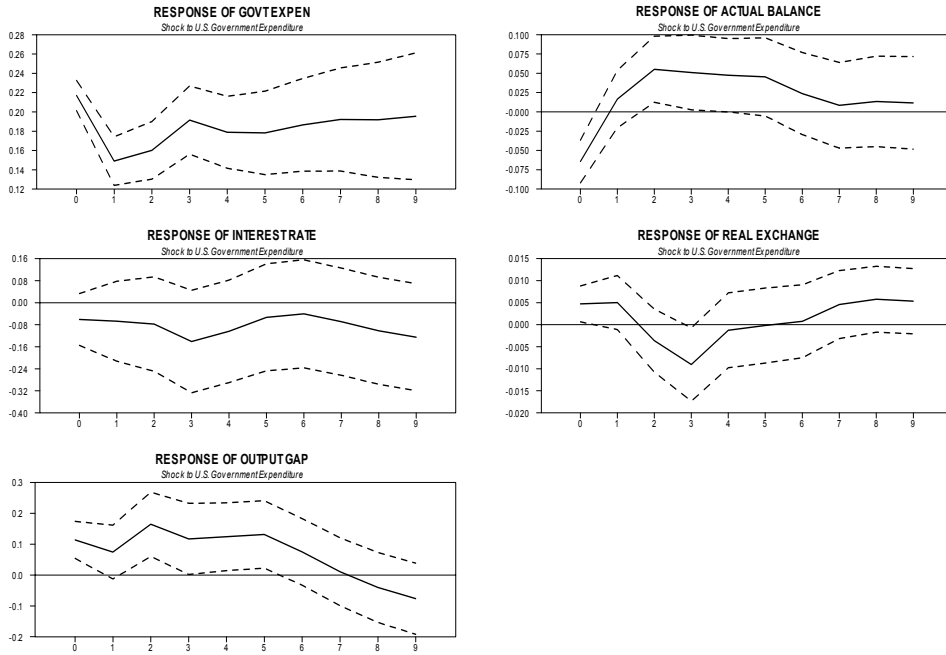 RESPONSE OF GOVT EXPEN
Shock to U.S. Government Expenditure
0.28
0.26
0.24
0.22
0.20
0.18
0.16
0.14
0.12
0 1 2 3 4 5 6 7 8 9
RESPONSE OF ACTUAL BALANCE
Shock to U.S. Government Expenditure
0.100
0.075
0.050
0.025
-0.000
-0.025
-0.050
-0.075
-0.100
0 1 2 3 4 5 6 7 8 9
RESPONSE OF INTEREST RATE
Shock to U.S. Government Expenditure
0.16
0.08
0.00
-0.08
-0.16
-0.24
-0.32
-0.40
0 1 2 3 4 5 6 7 8 9
RESPONSE OF REAL EXCHANGE
Shock to U.S. Government Expenditure
0.015
0.010
0.005
0.000
-0.005
-0.010
-0.015
-0.020
0 1 2 3 4 5 6 7 8 9
RESPONSE OF OUTPUT GAP
Shock to U.S. Government Expenditure
0.3
0.2
0.1
0.0
-0.1
-0.2
0 1 2 3 4 5 6 7 8 9